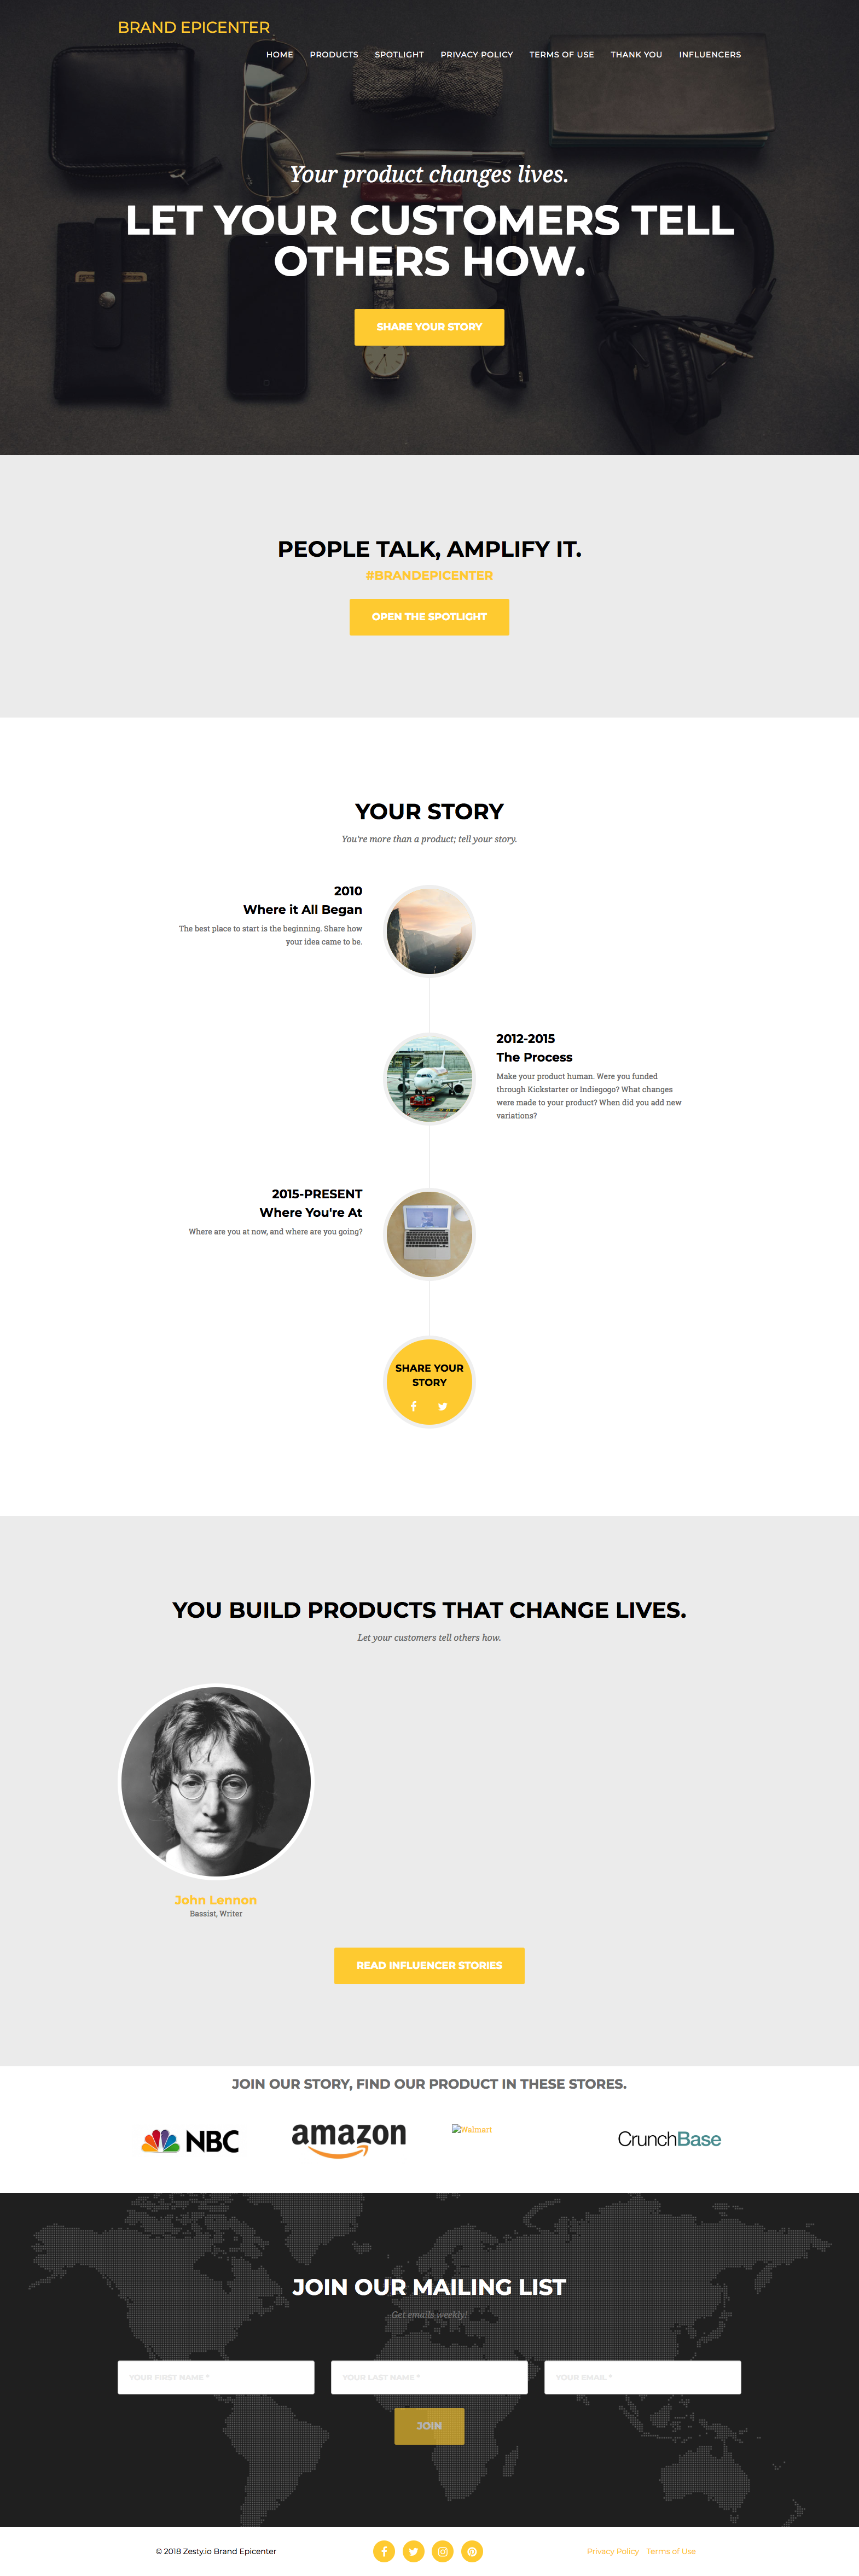 BRAND EPICENTER
HOME PRODUCTS SPOTLIGHT PRIVACY POLICY TERMS OF USE THANK YOU INFLUENCERS
Your product changes lives.
LET YOUR CUSTOMERS TELL
OTHERS HOW.
SHARE YOUR STORY
PEOPLE TALK, AMPLIFY IT.
#BRANDEPICENTER
OPEN THE SPOTLIGHT
YOUR STORY
You're more than a product; tell your story.
2010
Where it All Began
The best place to start is the beginning. Share how
your idea came to be.
2012-2015
The Process
Make your product human. Were you funded
through Kickstarter or Indiegogo? What changes
were made to your product? When did you add new
variations?
2015-PRESENT
Where You're At
Where are you at now, and where are you going?
SHARE YOUR
STORY
YOU BUILD PRODUCTS THAT CHANGE LIVES.
Let your customers tell others how.
John Lennon
Bassist, Writer
READ INFLUENCER STORIES
JOIN OUR STORY, FIND OUR PRODUCT IN THESE STORES.
NBC amazon Walmart CrunchBase
JOIN OUR MAILING LIST
Get emails weekly!
YOUR FIRST NAME * YOUR LAST NAME * YOUR EMAIL *
JOIN
© 2018 Zesty.io Brand Epicenter Privacy Policy Terms of Use